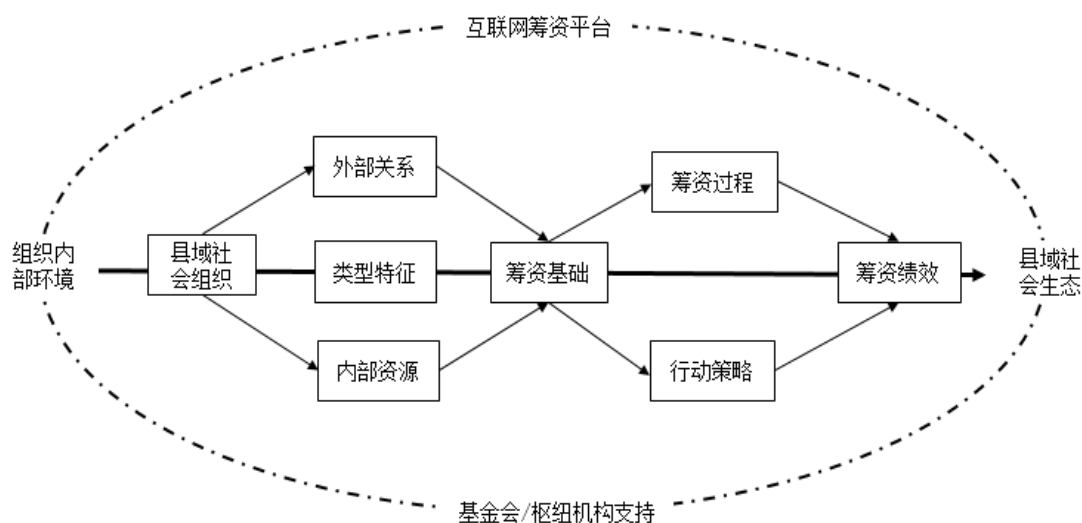 互联网筹资平台
外部关系
筹资过程
组织内
部环境
县域社
会组织
类型特征
筹资基础
筹资绩效
县域社
会生态
内部资源
行动策略
基金会/枢纽机构支持